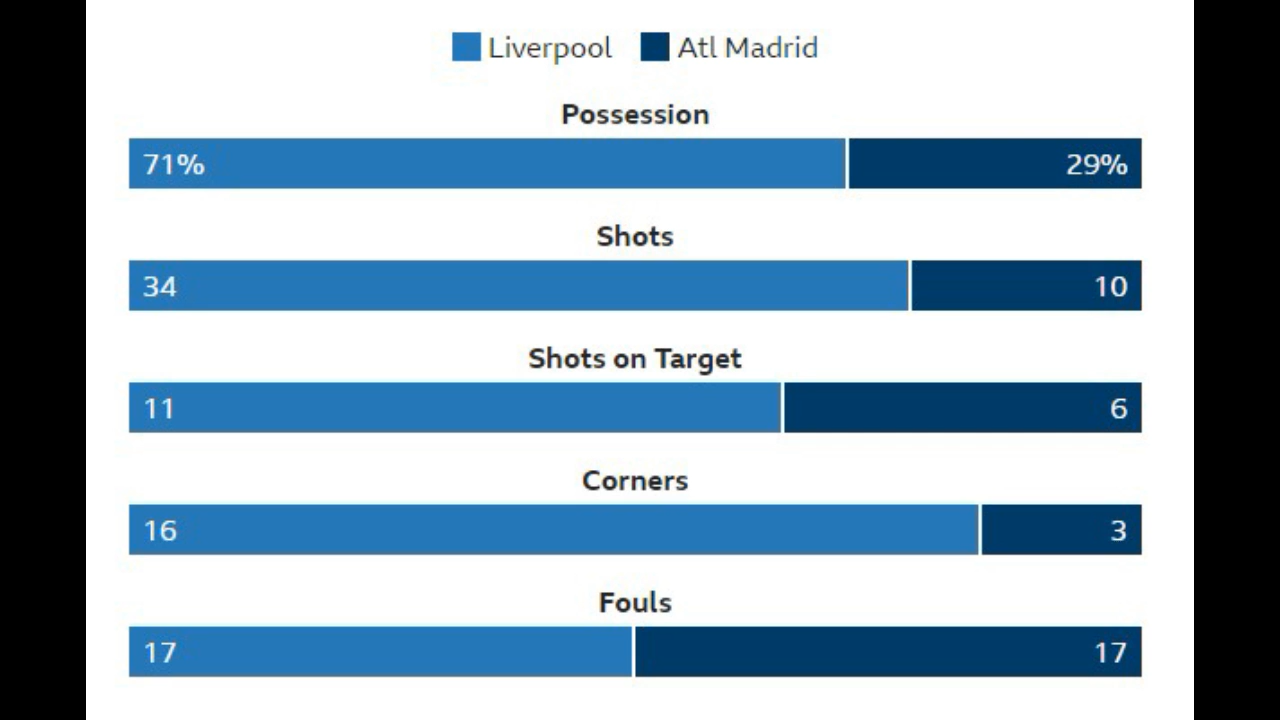 Liverpool Atl Madrid
Possession
71% 29%
Shots
34 10
Shots on Target
11 6
Corners
16 3
Fouls
17 17